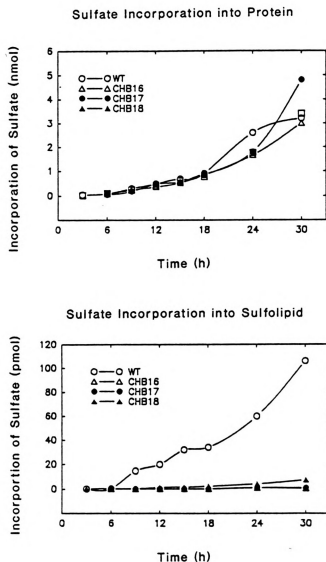 Sulfate Incorporation into Protein
Incorporation of Sulfate (nmol)
6
5
4
3
2
1
0
WT
CHB16
CHB17
CHB18
0 6 12 18 24 30
Time (h)
Sulfate Incorporation into Sulfolipid
Incorportion of Sulfate (pmol)
120
100
80
60
40
20
0
WT
CHB16
CHB17
CHB18
0 6 12 18 24 30
Time (h)